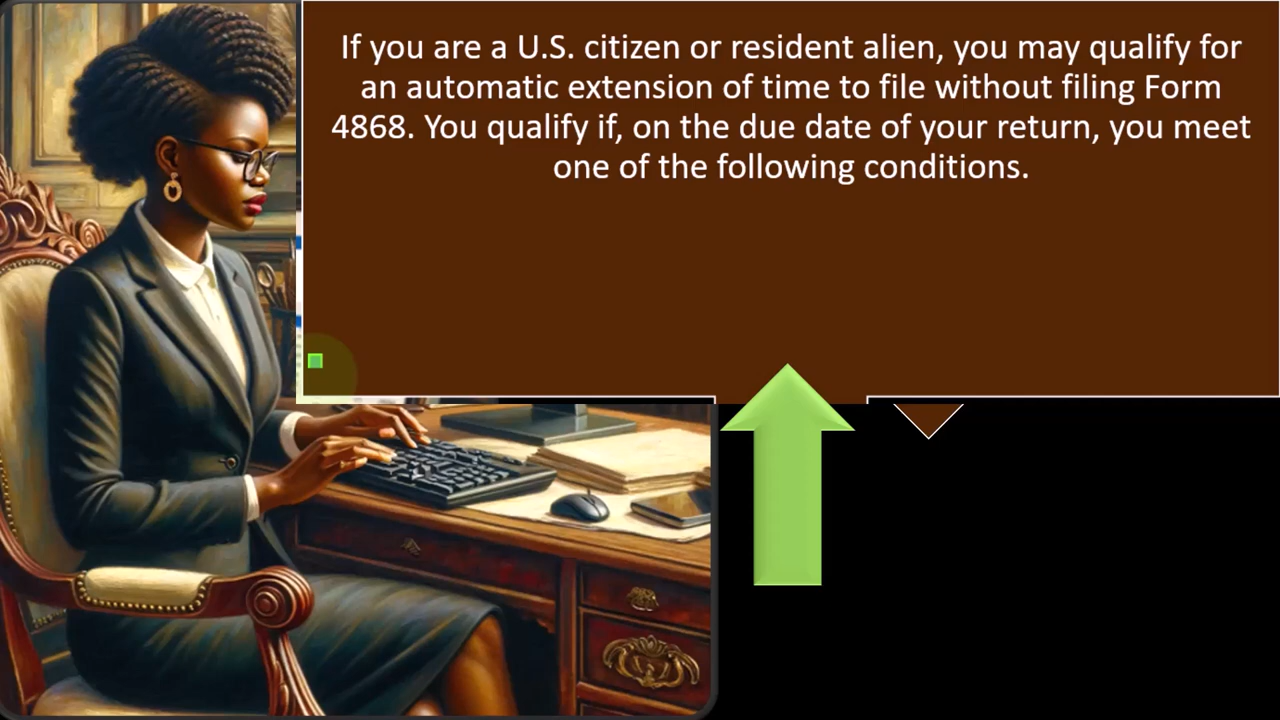 If you are a U.S. citizen or resident alien, you may qualify for
an automatic extension of time to file without filing Form
4868. You qualify if, on the due date of your return, you meet
one of the following conditions.